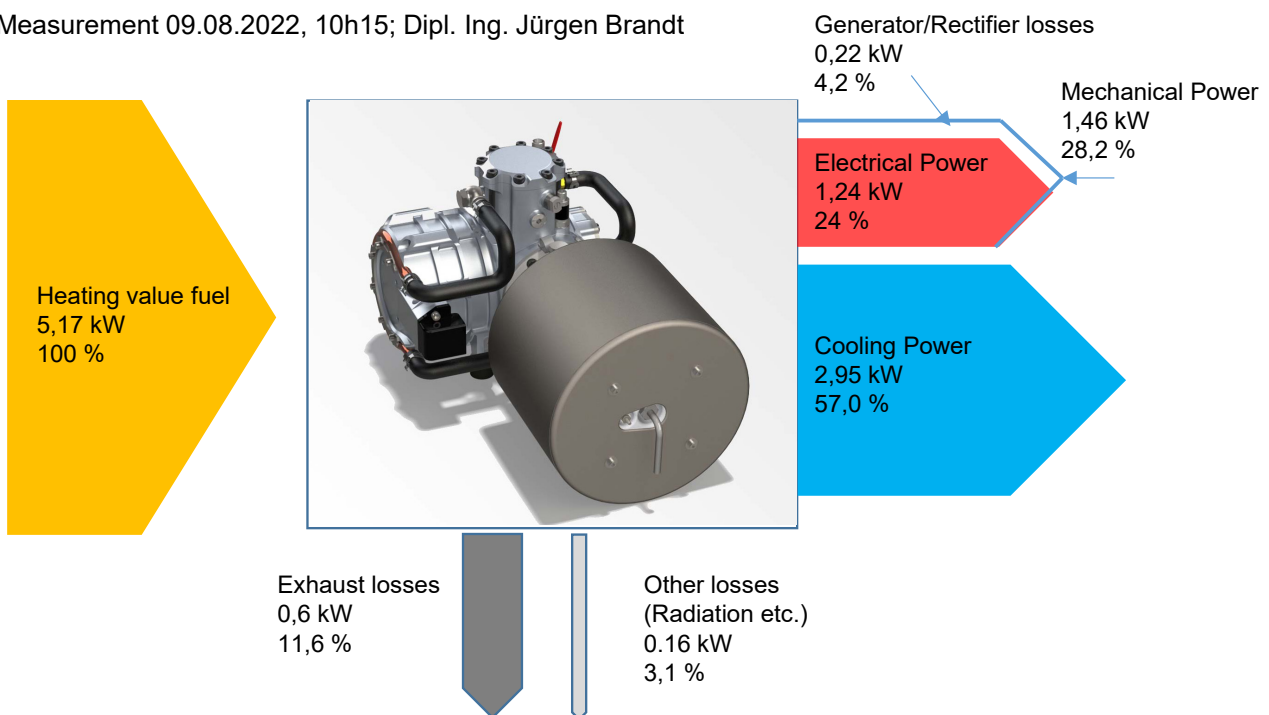 Measurement 09.08.2022, 10h15; Dipl. Ing. Jürgen Brandt
Generator/Rectifier losses
0,22 kW
4,2 %
Mechanical Power
1,46 kW
28,2 %
Electrical Power
1,24 kW
24 %
Heating value fuel
5,17 kW
100 %
Cooling Power
2,95 kW
57,0 %
Exhaust losses
0,6 kW
11,6 %
Other losses
(Radiation etc.)
0.16 kW
3,1 %